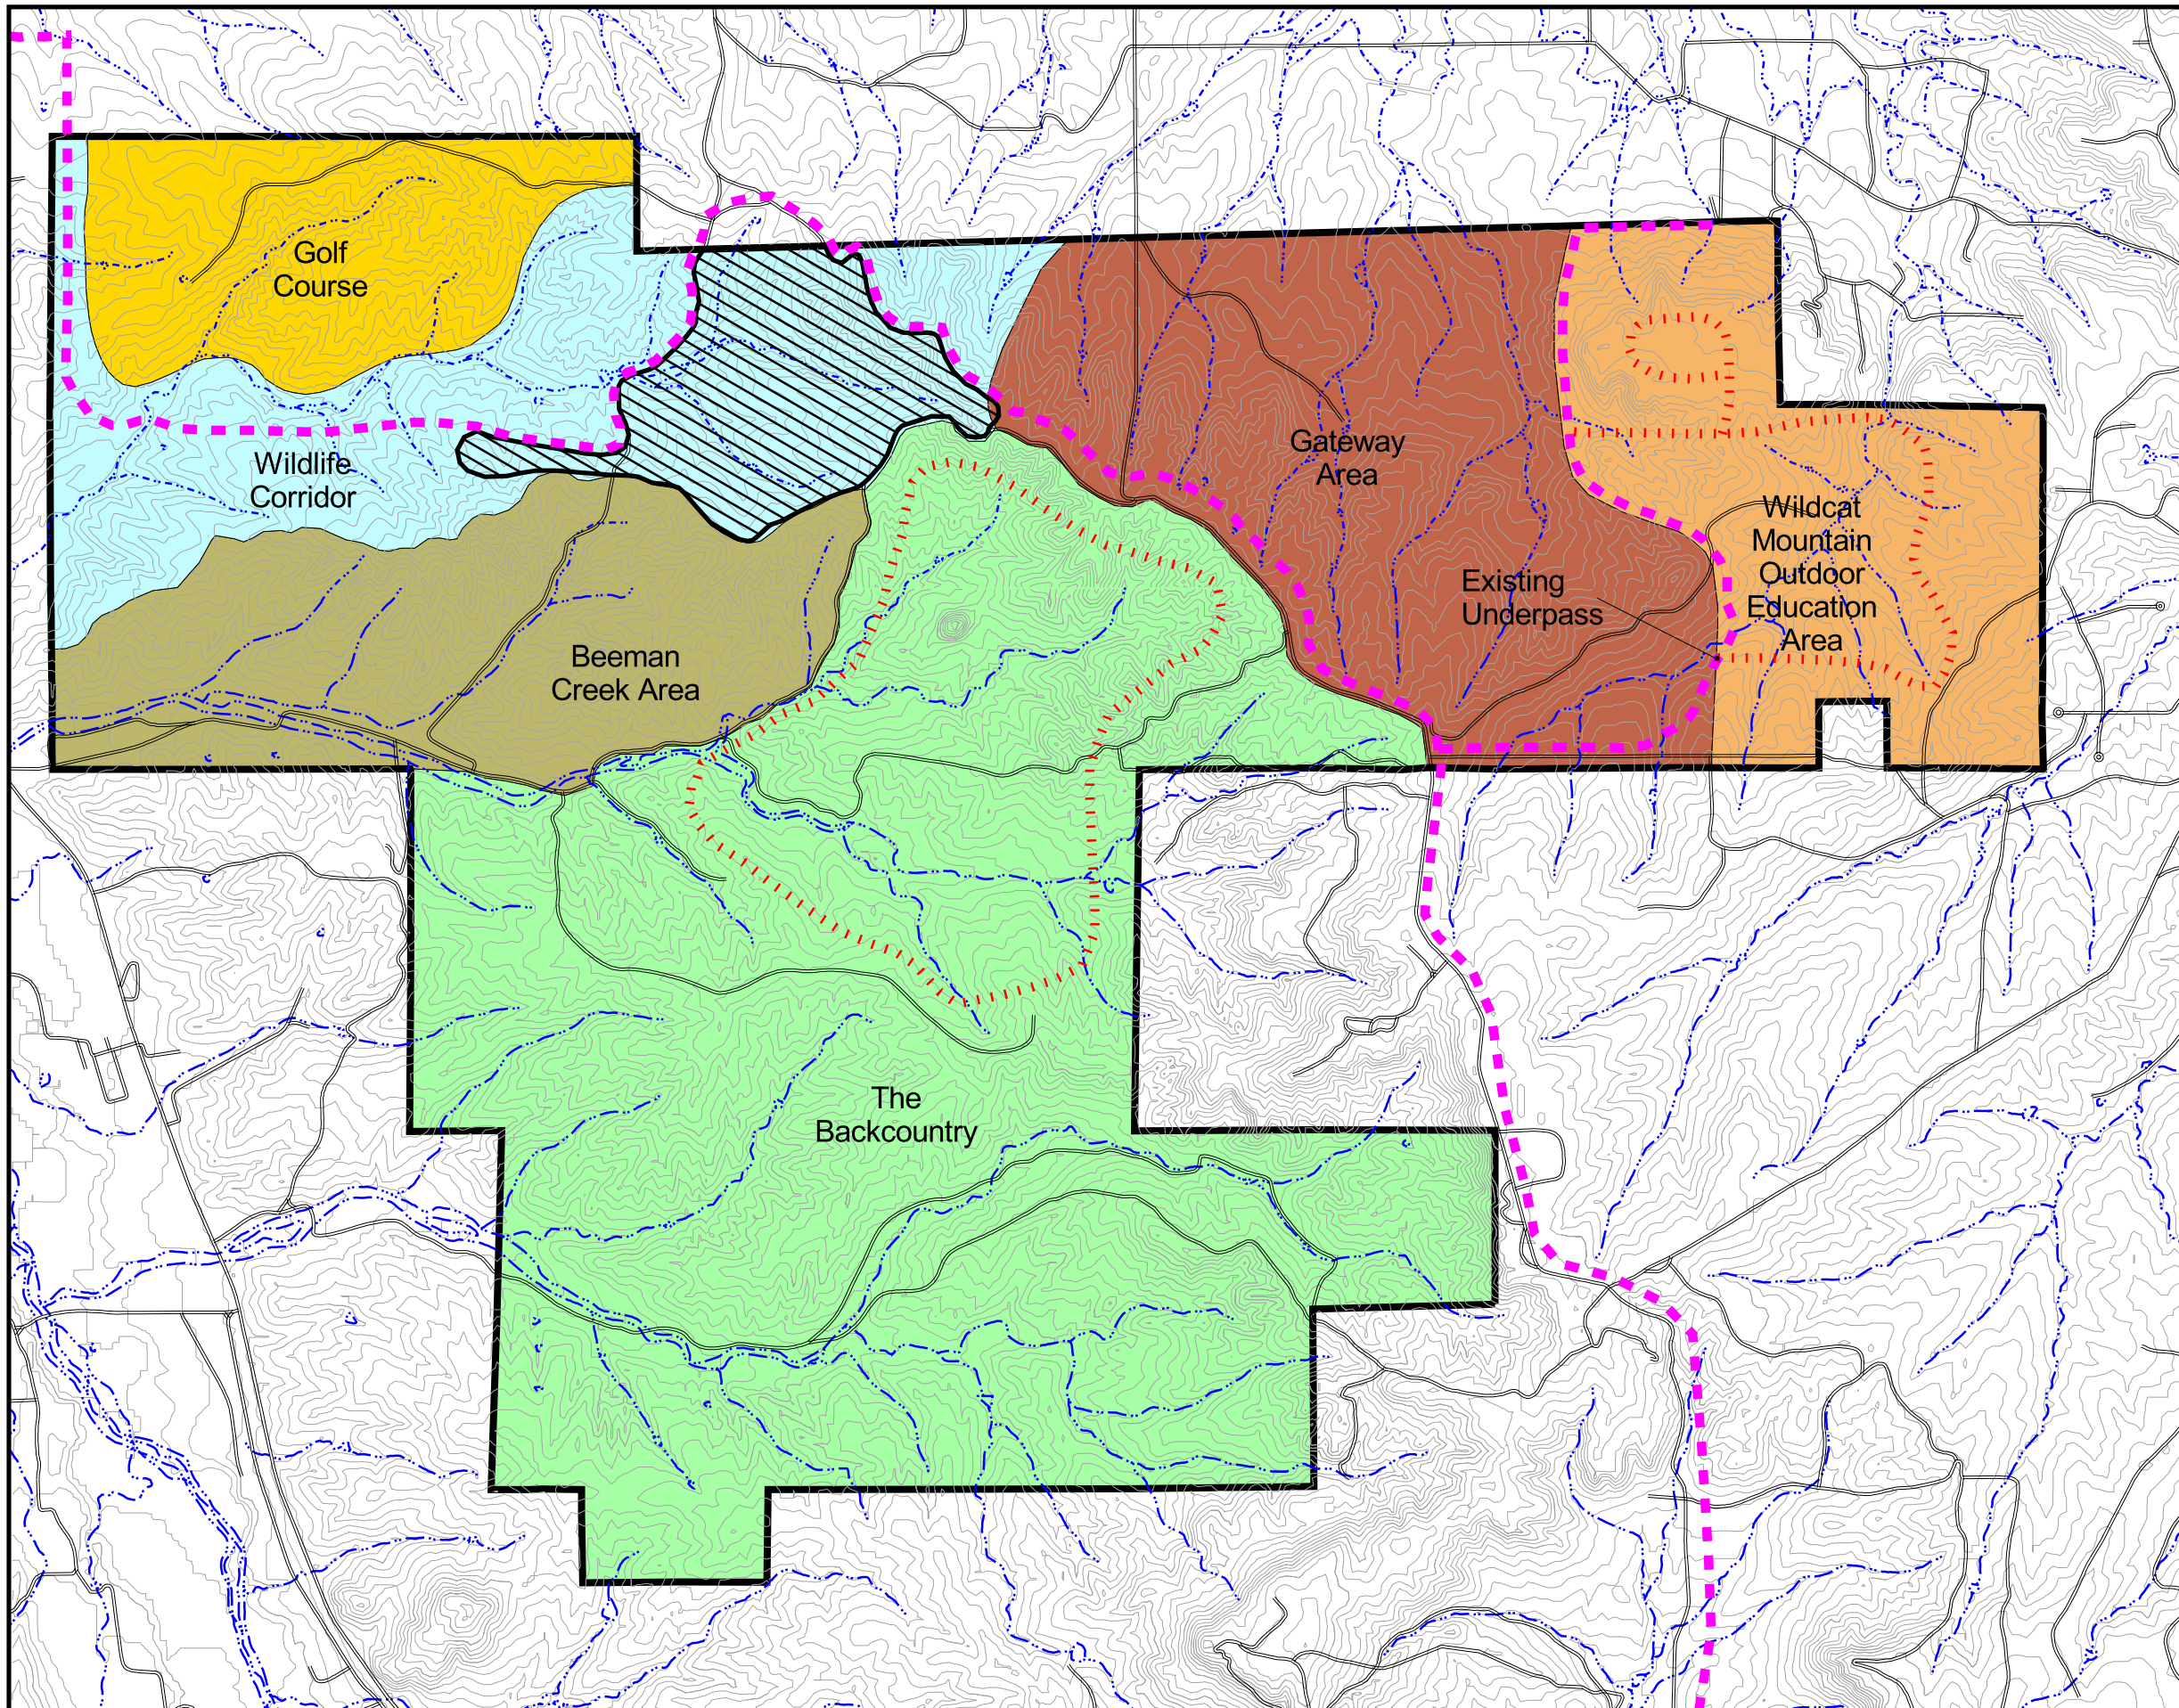 Golf
Course
Wildlife
Corridor
Gateway
Area
Wildcat
Mountain
Outdoor
Education
Area
Existing
Underpass
Beeman
Creek Area
The
Backcountry